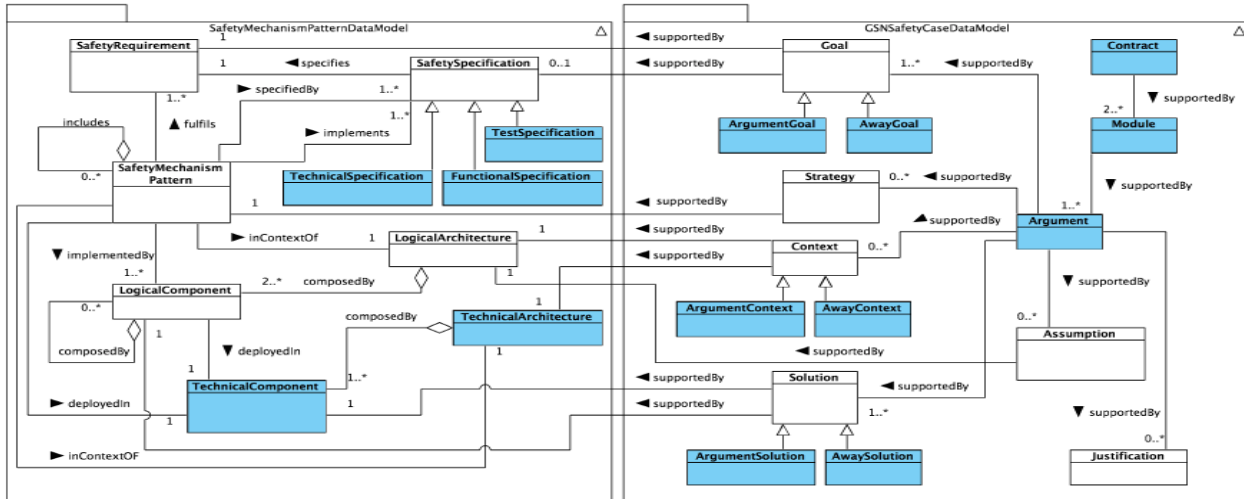 SafetyMechanismPatternDataModel
GSNSafetyCaseDataModel
SafetyRequirement
1
◄ supportedBy
Goal
Contract
1
◄ specifies
SafetySpecification
0..1
◄ supportedBy
1..*
◄ supportedBy
► specifiedBy
1..*
1..*
▼ supportedBy
includes
▲ fulfils
1..*
► implements
TestSpecification
ArgumentGoal
AwayGoal
2..*
Module
0..*
SafetyMechanism
Pattern
TechnicalSpecification
FunctionalSpecification
Strategy
0..*
◄ supportedBy
▼ supportedBy
1
◄ supportedBy
1..*
Argument
► inContextOf
1
LogicalArchitecture
1
◄ supportedBy
Context
◄ supportedBy
0..*
▼ implementedBy
◄ supportedBy
1..*
2..*
composedBy
1
▼ supportedBy
LogicalComponent
0..*
1
ArgumentContext
AwayContext
composedBy
TechnicalArchitecture
0..*
Assumption
composedBy
1
▼ deployedIn
1
◄ supportedBy
1
1..*
◄ supportedBy
Solution
◄ supportedBy
TechnicalComponent
► deployedIn
1
1
◄ supportedBy
1..*
▼ supportedBy
0..*
► inContextOF
ArgumentSolution
AwaySolution
Justification